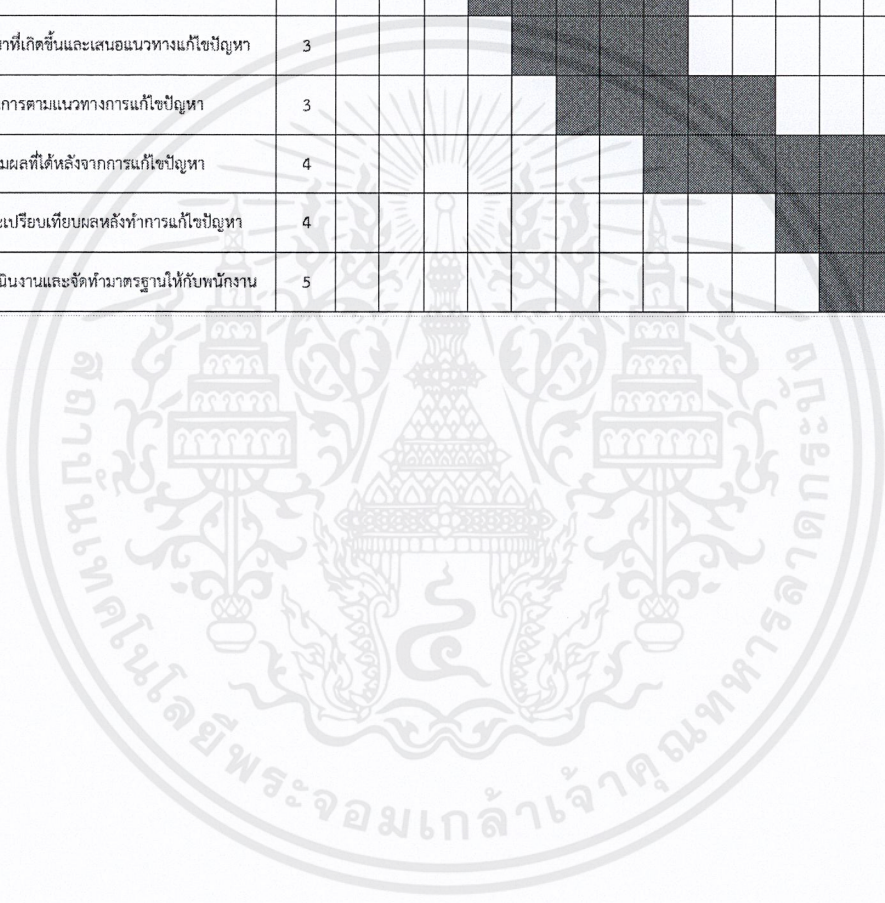 าที่เกิดขึ้นและเสนอแนวทางแก้ไขปัญหา 3
การตามแนวทางการแก้ไขปัญหา 3
มผลที่ได้หลังจากการแก้ไขปัญหา 4
ะเปรียบเทียบผลหลังทำการแก้ไขปัญหา 4
นินงานและจัดทำมาตรฐานให้กับพนักงาน 5
สถาบันเทคโนโลยีพระจอมเกล้าเจ้าคุณทหารลาดกระบัง
๔